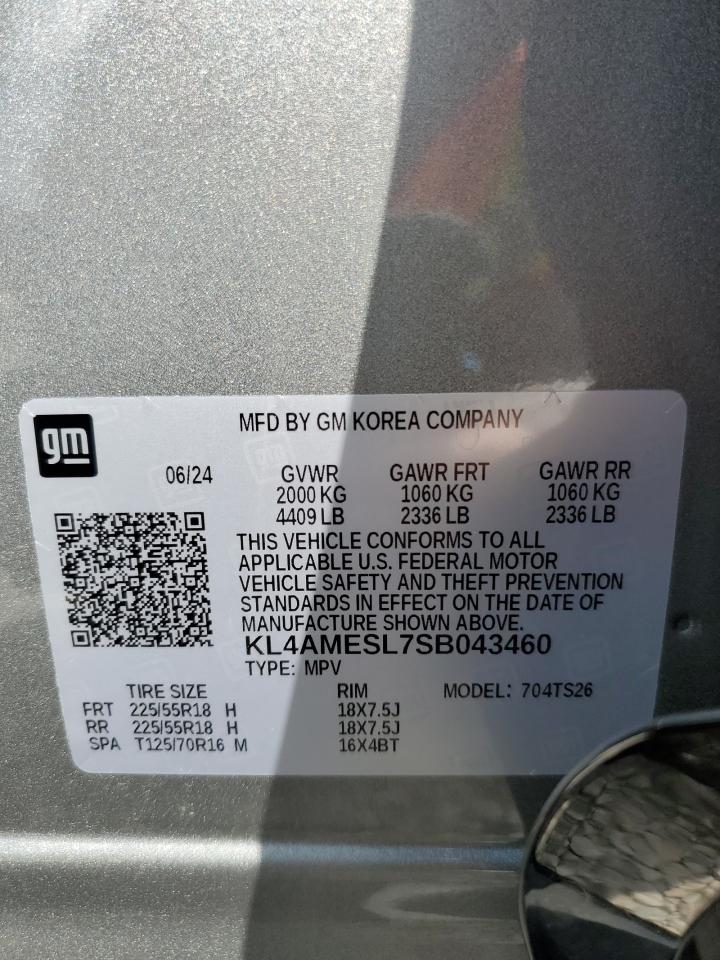 gm
MFD BY GM KOREA COMPANY
06/24 GVWR GAWR FRT GAWR RR
2000 KG 1060 KG 1060 KG
4409 LB 2336 LB 2336 LB
THIS VEHICLE CONFORMS TO ALL
APPLICABLE U.S. FEDERAL MOTOR
VEHICLE SAFETY AND THEFT PREVENTION
STANDARDS IN EFFECT ON THE DATE OF
MANUFACTURE SHOWN ABOVE.
KL4AMESL7SB043460
TYPE: MPV
TIRE SIZE RIM MODEL: 704TS26
FRT 225/55R18 H 18X7.5J
RR 225/55R18 H 18X7.5J
SPA T125/70R16 M 16X4BT